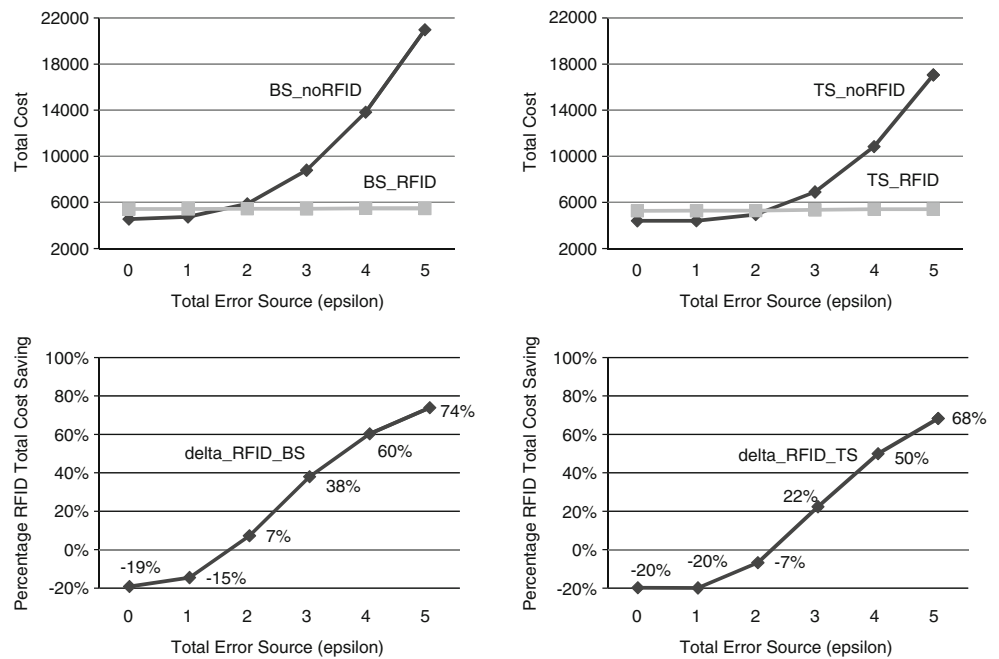 22000
18000
14000
10000
6000
2000
Total Cost
BS_noRFID
BS_RFID
0 1 2 3 4 5
Total Error Source (epsilon)
22000
18000
14000
10000
6000
2000
Total Cost
TS_noRFID
TS_RFID
0 1 2 3 4 5
Total Error Source (epsilon)
100%
80%
60%
40%
20%
0%
-20%
Percentage RFID Total Cost Saving
delta_RFID_BS
-19%
-15%
7%
38%
60%
74%
0 1 2 3 4 5
Total Error Source (epsilon)
100%
80%
60%
40%
20%
0%
-20%
Percentage RFID Total Cost Saving
delta_RFID_TS
-20%
-20%
-7%
22%
50%
68%
0 1 2 3 4 5
Total Error Source (epsilon)